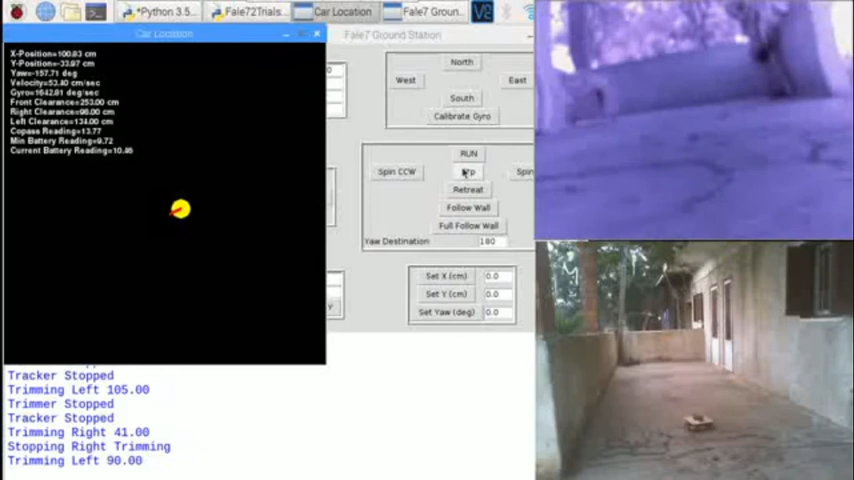 *Python 3.5...
Fale72Trials...
Car Location
Fale7 Groun...
Car Location
Fale7 Ground Station
X-Position=100.83 cm
Y-Position=-33.97 cm
Yaw=-157.71 deg
Velocity=53.80 cm/sec
Gyro=1642.81 deg/sec
Front Clearance=253.00 cm
Right Clearance=98.00 cm
Left Clearance=134.00 cm
Copass Reading=13.77
Min Battery Reading=9.72
Current Battery Reading=10.46
North
West
East
South
Calibrate Gyro
RUN
Spin CCW
Spin
Retreat
Follow Wall
Full Follow Wall
Yaw Destination
180
Set X (cm)
0.0
Set Y (cm)
0.0
Set Yaw (deg)
0.0
Tracker Stopped
Trimming Left 105.00
Trimmer Stopped
Tracker Stopped
Trimming Right 41.00
Stopping Right Trimming
Trimming Left 90.00